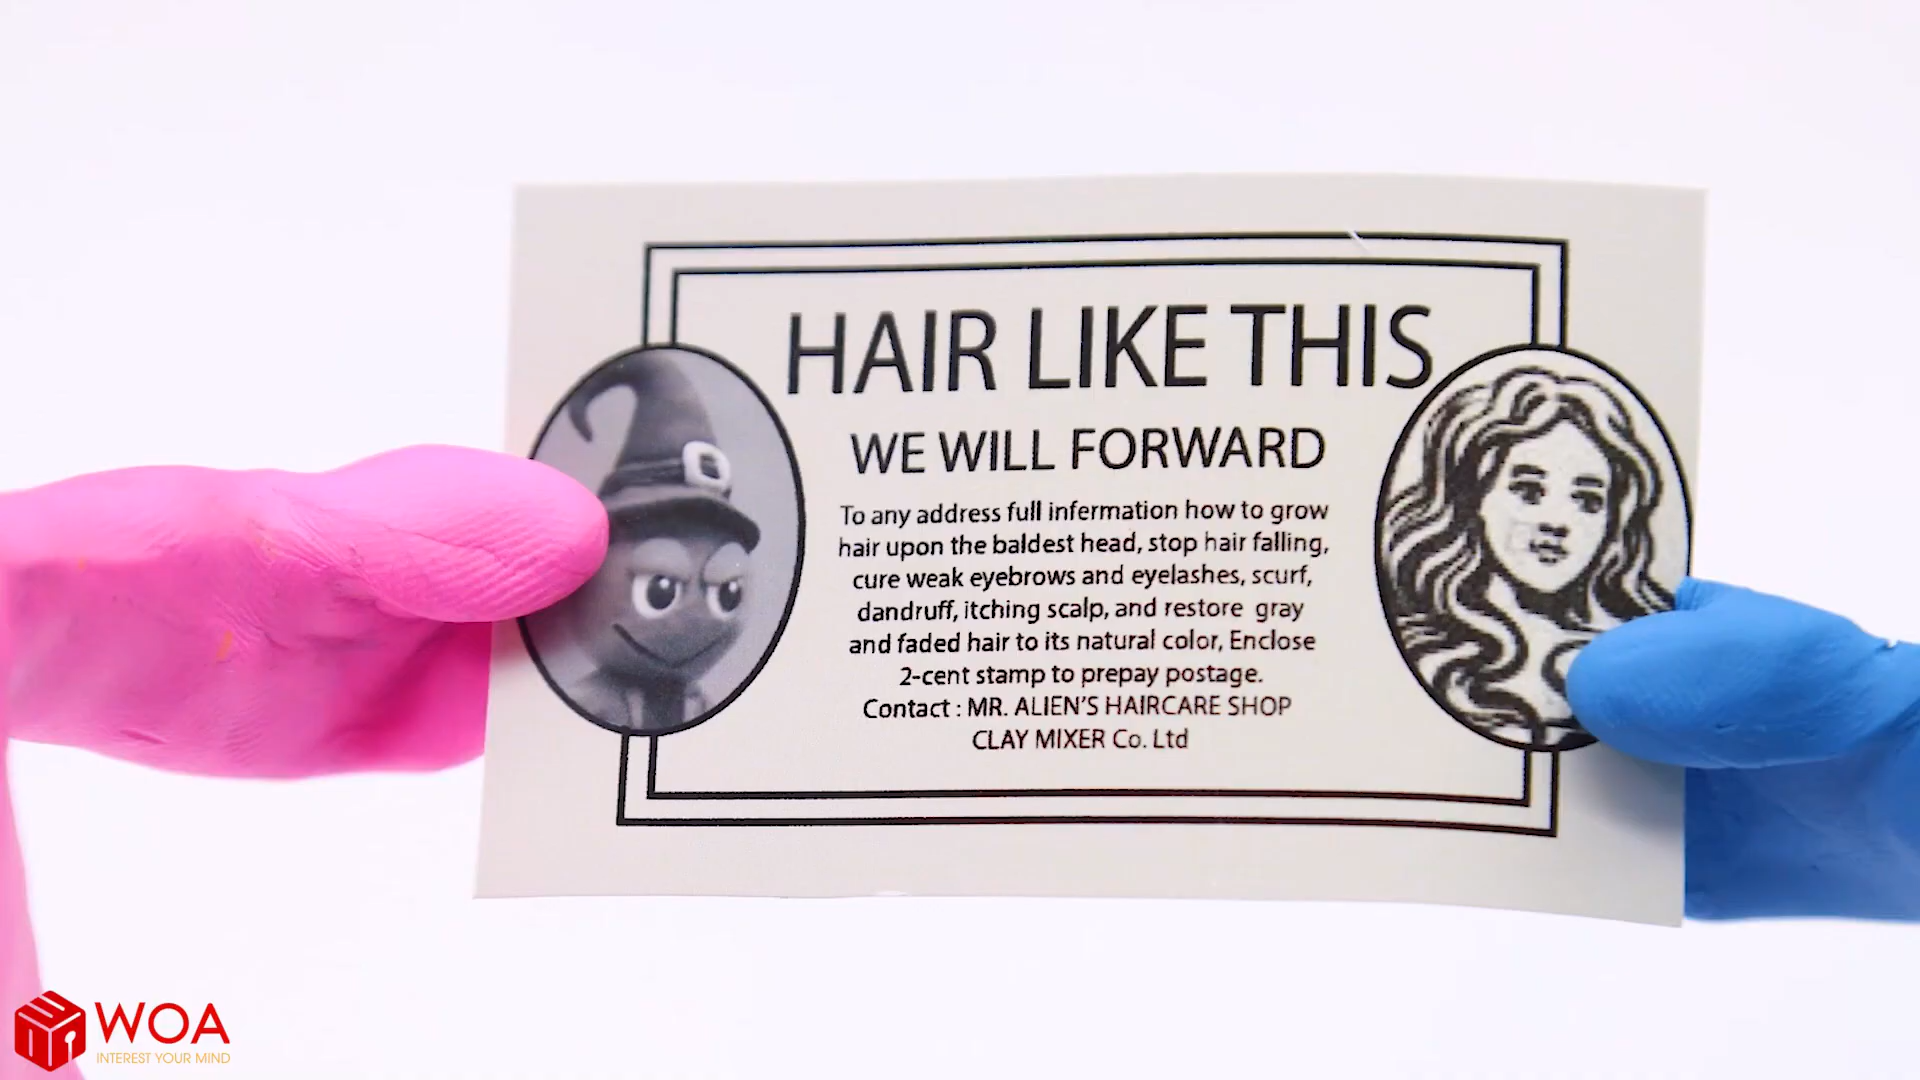 HAIR LIKE THIS
WE WILL FORWARD
To any address full infermation how to grow
hair upon the baldest head, stop hair falling,
cure weak eyebrows and eyelashes, scurf,
dandruff, itching scalp, and restore gray
and faded hair to its natural color, Enclose
2-cent stamp to prepay postage.
Contact : MR. ALIEN'S HAIRCARE SHOP
CLAY MIXER Co. Ltd
WOA
INTEREST YOUR MIND